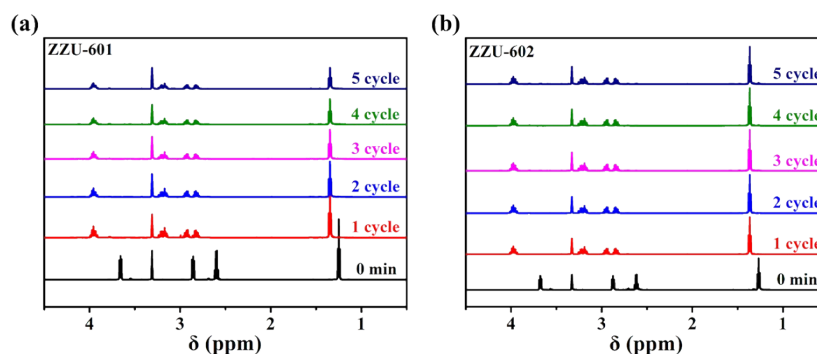 (a)
ZZU-601
5 cycle
4 cycle
3 cycle
2 cycle
1 cycle
0 min
4 3 2 1
δ (ppm)
(b)
ZZU-602
5 cycle
4 cycle
3 cycle
2 cycle
1 cycle
0 min
4 3 2 1
δ (ppm)